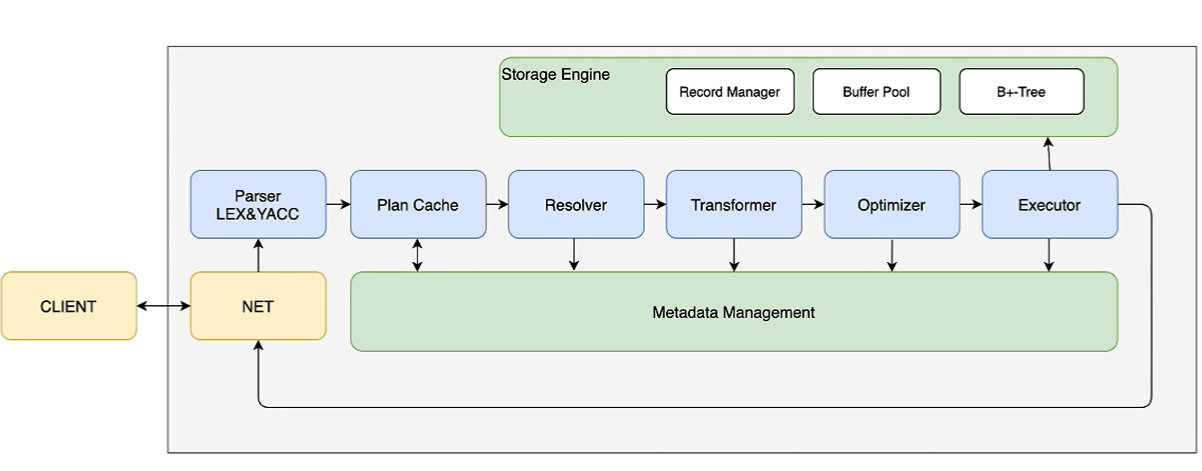 Storage Engine
Record Manager
Buffer Pool
B+-Tree
Parser
LEX&YACC
Plan Cache
Resolver
Transformer
Optimizer
Executor
CLIENT
NET
Metadata Management